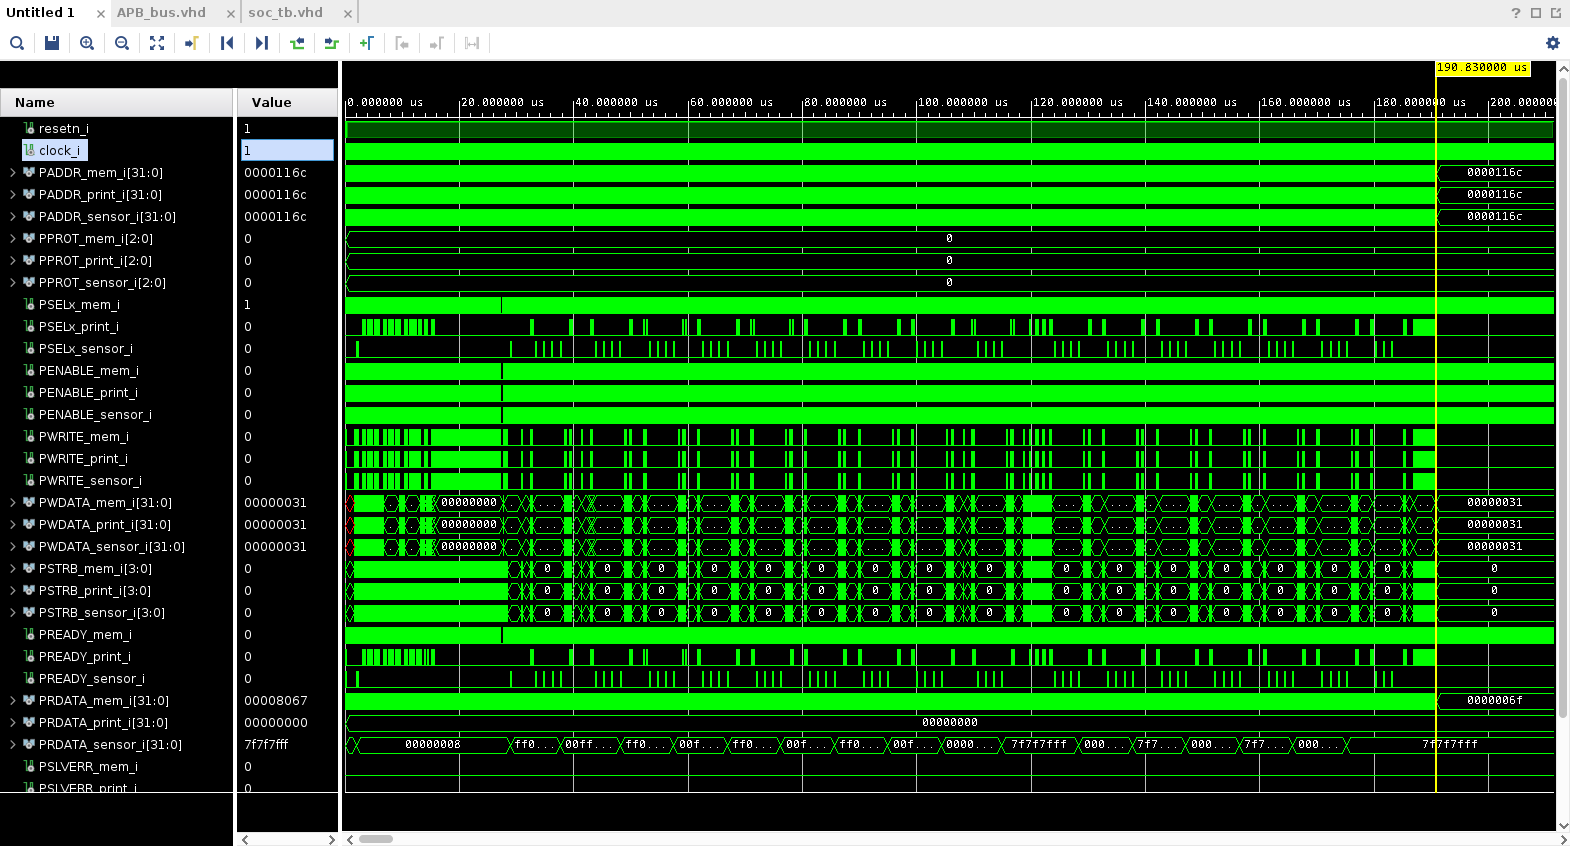 Untitled 1 × APB_bus.vhd × soc_tb.vhd ×
?
190.830000 us
Name Value
0.000000 us 20.000000 us 40.000000 us 60.000000 us 80.000000 us 100.000000 us 120.000000 us 140.000000 us 160.000000 us 180.000000 us 200.000000
resetn_i 1
clock_i 1
PADDR_mem_i[31:0] 0000116c 0000116c
PADDR_print_i[31:0] 0000116c 0000116c
PADDR_sensor_i[31:0] 0000116c 0000116c
PPROT_mem_i[2:0] 0 0
PPROT_print_i[2:0] 0 0
PPROT_sensor_i[2:0] 0 0
PSELx_mem_i 1
PSELx_print_i 0
PSELx_sensor_i 0
PENABLE_mem_i 0
PENABLE_print_i 0
PENABLE_sensor_i 0
PWRITE_mem_i 0
PWRITE_print_i 0
PWRITE_sensor_i 0
PWDATA_mem_i[31:0] 00000031 00000000 00000031
PWDATA_print_i[31:0] 00000031 00000000 00000031
PWDATA_sensor_i[31:0] 00000031 00000000 00000031
PSTRB_mem_i[3:0] 0 0 0 0 0 0 0 0 0 0 0 0 0 0 0 0 0 0
PSTRB_print_i[3:0] 0 0 0 0 0 0 0 0 0 0 0 0 0 0 0 0 0 0
PSTRB_sensor_i[3:0] 0 0 0 0 0 0 0 0 0 0 0 0 0 0 0 0 0 0
PREADY_mem_i 0
PREADY_print_i 0
PREADY_sensor_i 0
PRDATA_mem_i[31:0] 00008067 0000006f
PRDATA_print_i[31:0] 00000000 00000000
PRDATA_sensor_i[31:0] 7f7f7fff 00000008 ff0... 00ff... ff0... 00f... ff0... 00f... ff0... 00f... 0000... 7f7f7fff 000... 7f7... 000... 7f7... 000... 7f7f7fff
PSLVERR_mem_i 0
PSLVERR_print_i 0